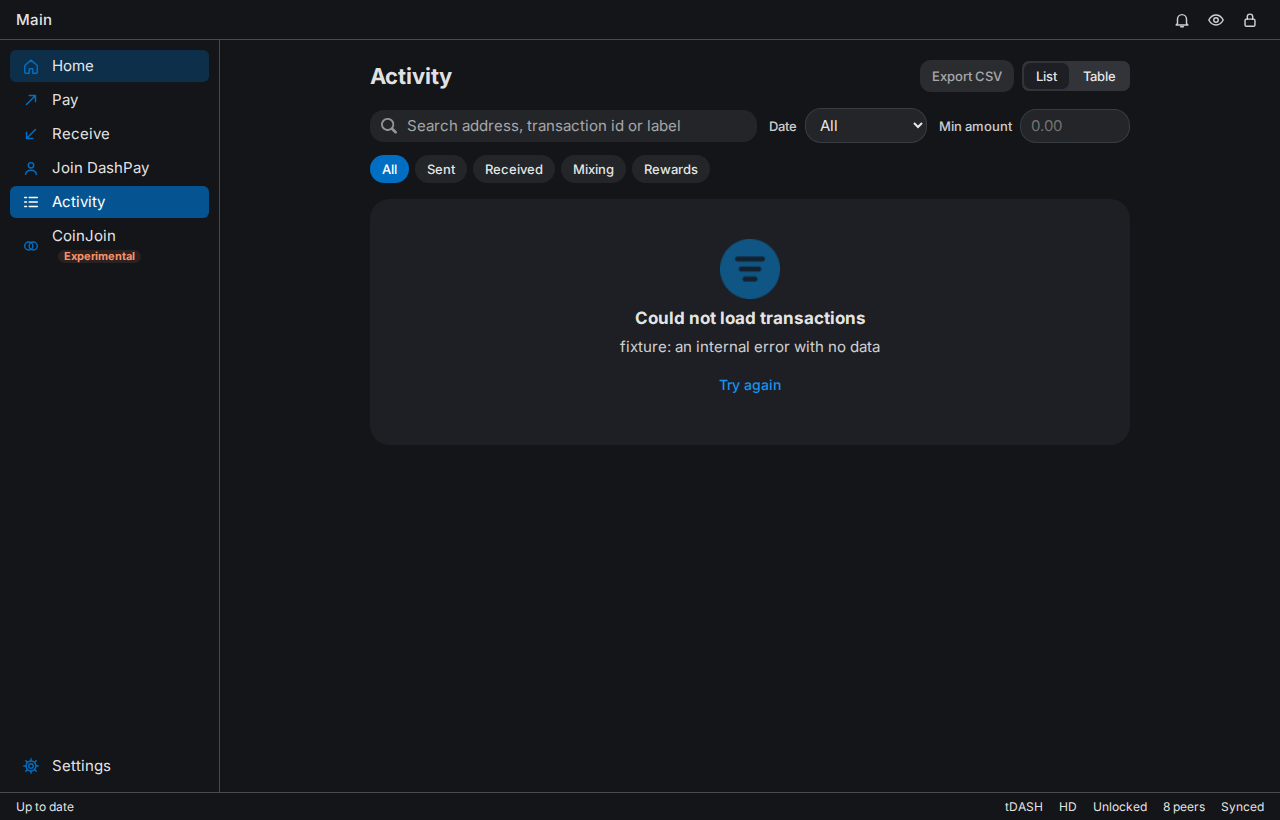 Main
Home
Pay
Receive
Join DashPay
Activity
CoinJoin
Experimental
Settings
Activity
Export CSV
List
Table
Search address, transaction id or label
Date
All
Min amount
0.00
All
Sent
Received
Mixing
Rewards
Could not load transactions
fixture: an internal error with no data
Try again
Up to date
tDASH
HD
Unlocked
8 peers
Synced